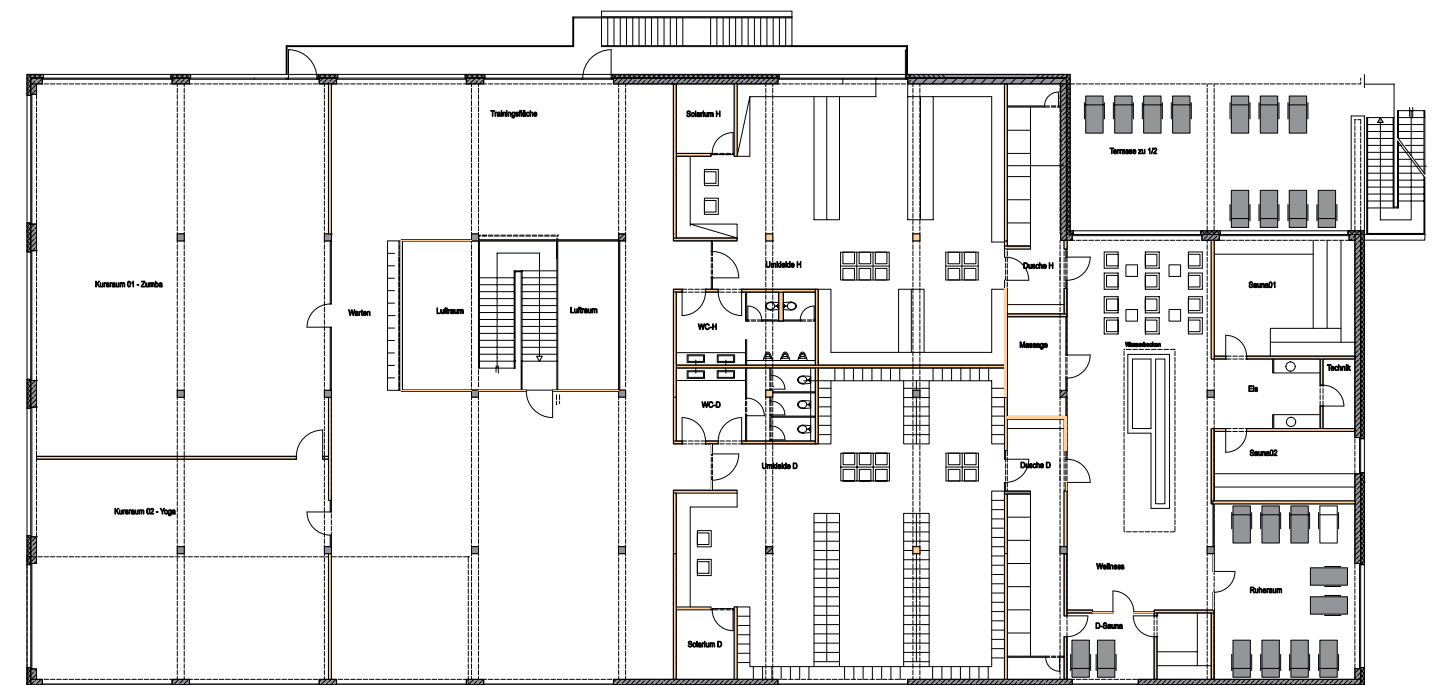 Trainingsfläche
Solarium H
Terrasse zu 1/2
Umkleide H
Dusche H
Kursraum 01 - Zumba
Warten
Luftraum
Luftraum
Sauna01
WC-H
Massage
Wasserbecken
Eis
Technik
WC-D
Umkleide D
Dusche D
Sauna02
Kursraum 02 - Yoga
Wellness
Ruheraum
D-Sauna
Solarium D